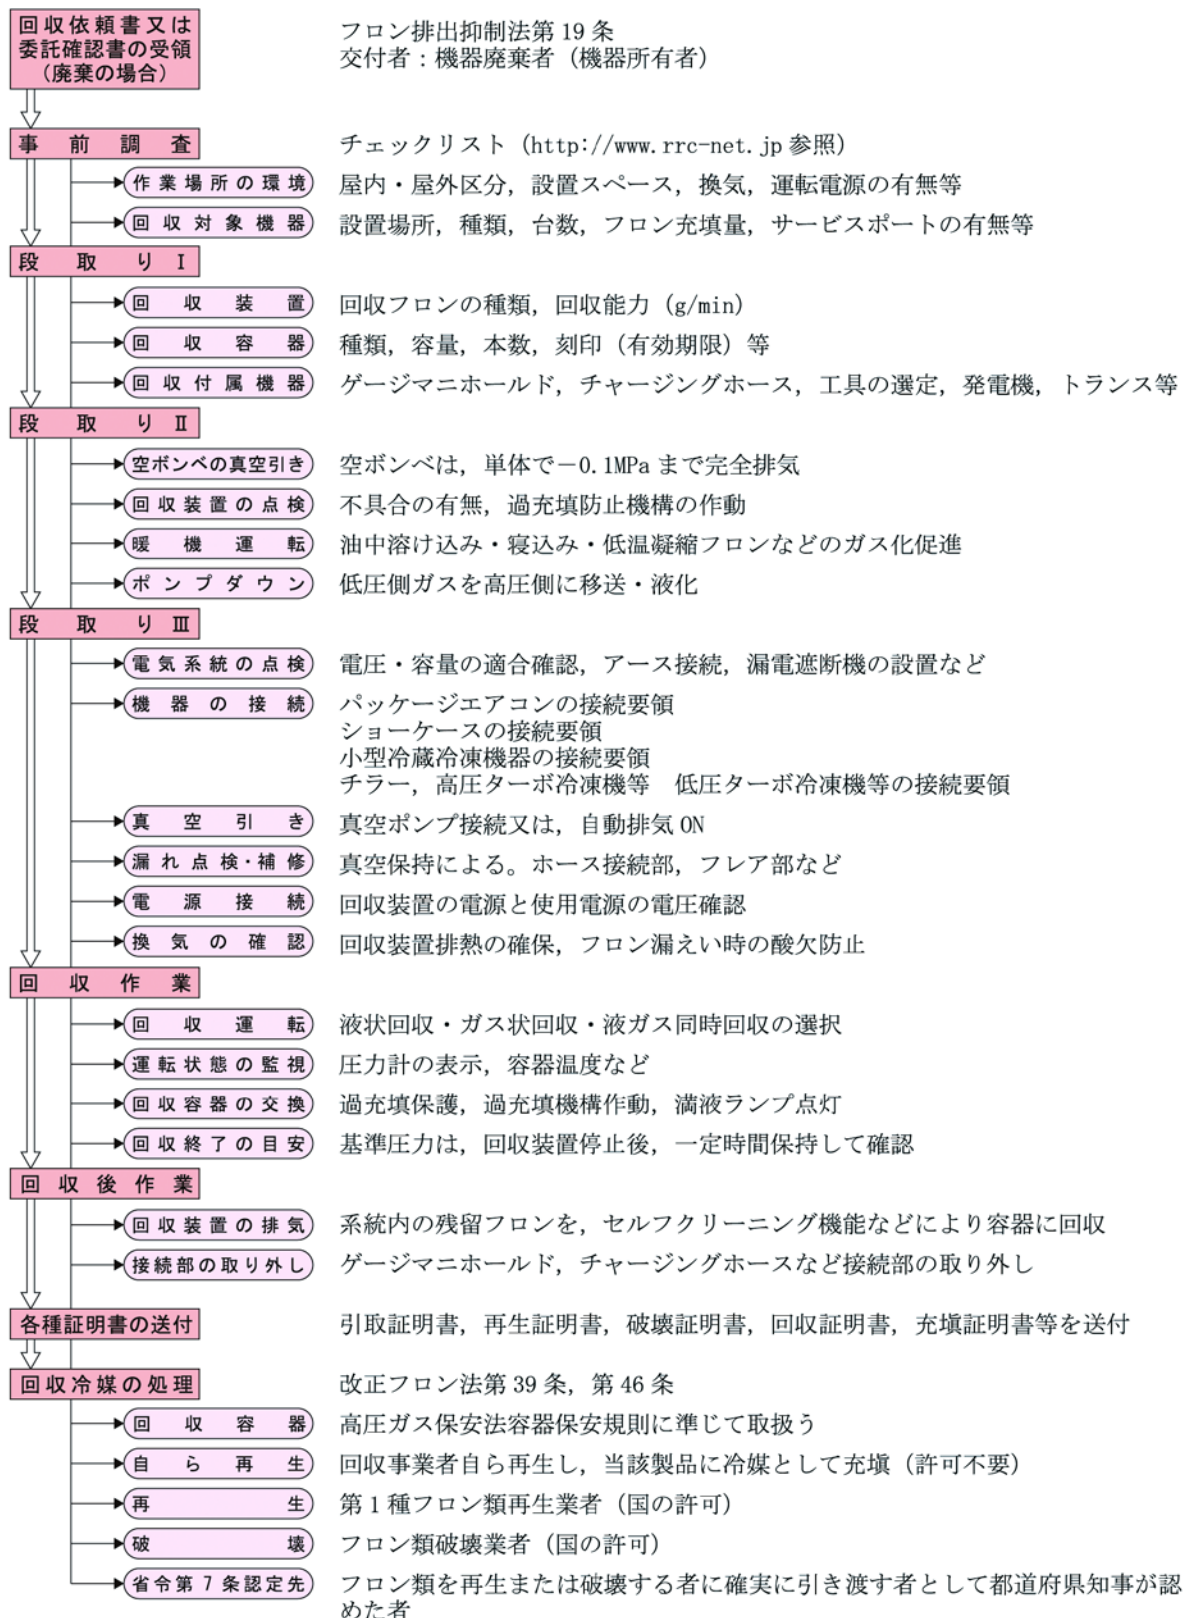 回収依頼書又は
委託確認書の受領
(廃棄の場合)
フロン排出抑制法第19条
交付者：機器廃棄者（機器所有者）
事前調査
チェックリスト（http://www.rrc-net.jp参照）
作業場所の環境
屋内・屋外区分，設置スペース，換気，運転電源の有無等
回収対象機器
設置場所，種類，台数，フロン充填量，サービスポートの有無等
段取りⅠ
回収装置
回収フロンの種類，回収能力（g/min）
回収容器
種類，容量，本数，刻印（有効期限）等
回収付属機器
ゲージマニホールド，チャージングホース，工具の選定，発電機，トランス等
段取りⅡ
空ボンベの真空引き
空ボンベは，単体で－0.1MPaまで完全排気
回収装置の点検
不具合の有無，過充填防止機構の作動
暖機運転
油中溶け込み・寝込み・低温凝縮フロンなどのガス化促進
ポンプダウン
低圧側ガスを高圧側に移送・液化
段取りⅢ
電気系統の点検
電圧・容量の適合確認，アース接続，漏電遮断機の設置など
機器の接続
パッケージエアコンの接続要領
ショーケースの接続要領
小型冷蔵冷凍機器の接続要領
チラー，高圧ターボ冷凍機等　低圧ターボ冷凍機等の接続要領
真空引き
真空ポンプ接続又は，自動排気ON
漏れ点検・補修
真空保持による。ホース接続部，フレア部など
電源接続
回収装置の電源と使用電源の電圧確認
換気の確認
回収装置排熱の確保，フロン漏えい時の酸欠防止
回収作業
回収運転
液状回収・ガス状回収・液ガス同時回収の選択
運転状態の監視
圧力計の表示，容器温度など
回収容器の交換
過充填保護，過充填機構作動，満液ランプ点灯
回収終了の目安
基準圧力は，回収装置停止後，一定時間保持して確認
回収後作業
回収装置の排気
系統内の残留フロンを，セルフクリーニング機能などにより容器に回収
接続部の取り外し
ゲージマニホールド，チャージングホースなど接続部の取り外し
各種証明書の送付
引取証明書，再生証明書，破壊証明書，回収証明書，充塡証明書等を送付
回収冷媒の処理
改正フロン法第39条，第46条
回収容器
高圧ガス保安法容器保安規則に準じて取扱う
自ら再生
回収事業者自ら再生し，当該製品に冷媒として充塡（許可不要）
再生
第1種フロン類再生業者（国の許可）
破壊
フロン類破壊業者（国の許可）
省令第7条認定先
フロン類を再生または破壊する者に確実に引き渡す者として都道府県知事が認
めた者